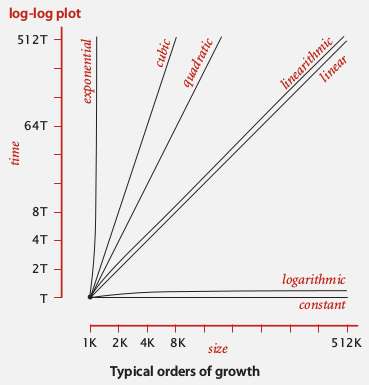 log-log plot
512T
exponential
cubic
quadratic
linearithmic
linear
time
64T
8T
4T
2T
T
logarithmic
constant
1K 2K 4K 8K 512K
size
Typical orders of growth